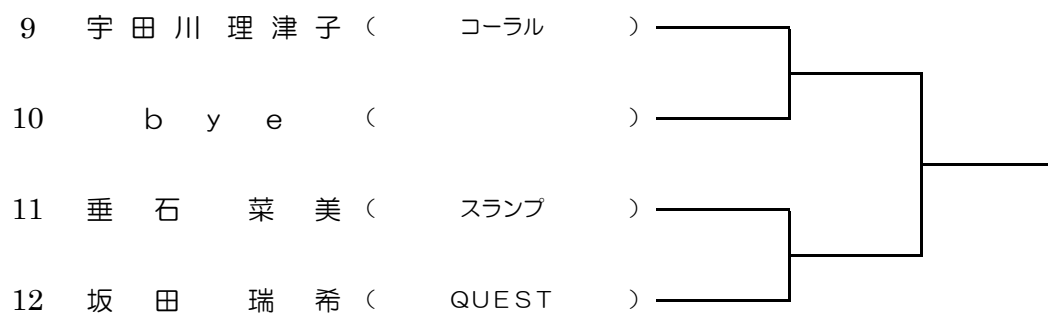 9 宇田川 理津子 ( コーラル )
10 bye ( )
11 垂石 菜美 ( スランプ )
12 坂田 瑞希 ( QUEST )